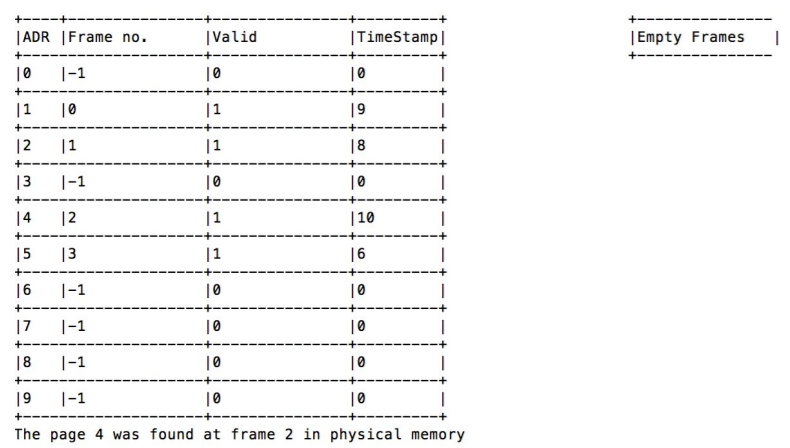 +----+---------------+---------------+---------+ +---------------
|ADR |Frame no. |Valid |TimeStamp| |Empty Frames |
+----+---------------+---------------+---------+ +---------------
|0 |-1 |0 |0 |
+----------------------+---------------+---------+
|1 |0 |1 |9 |
+----------------------+---------------+---------+
|2 |1 |1 |8 |
+----------------------+---------------+---------+
|3 |-1 |0 |0 |
+----------------------+---------------+---------+
|4 |2 |1 |10 |
+----------------------+---------------+---------+
|5 |3 |1 |6 |
+----------------------+---------------+---------+
|6 |-1 |0 |0 |
+----------------------+---------------+---------+
|7 |-1 |0 |0 |
+----------------------+---------------+---------+
|8 |-1 |0 |0 |
+----------------------+---------------+---------+
|9 |-1 |0 |0 |
+----------------------+---------------+---------+
The page 4 was found at frame 2 in physical memory